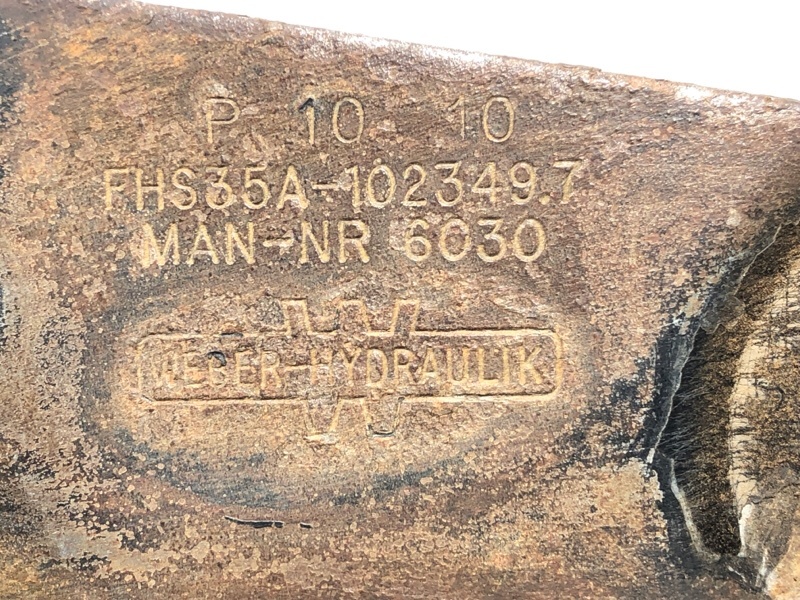 P 10 10
FHS35A-102349.7
MAN-NR 6030
WEBER-HYDRAULIK